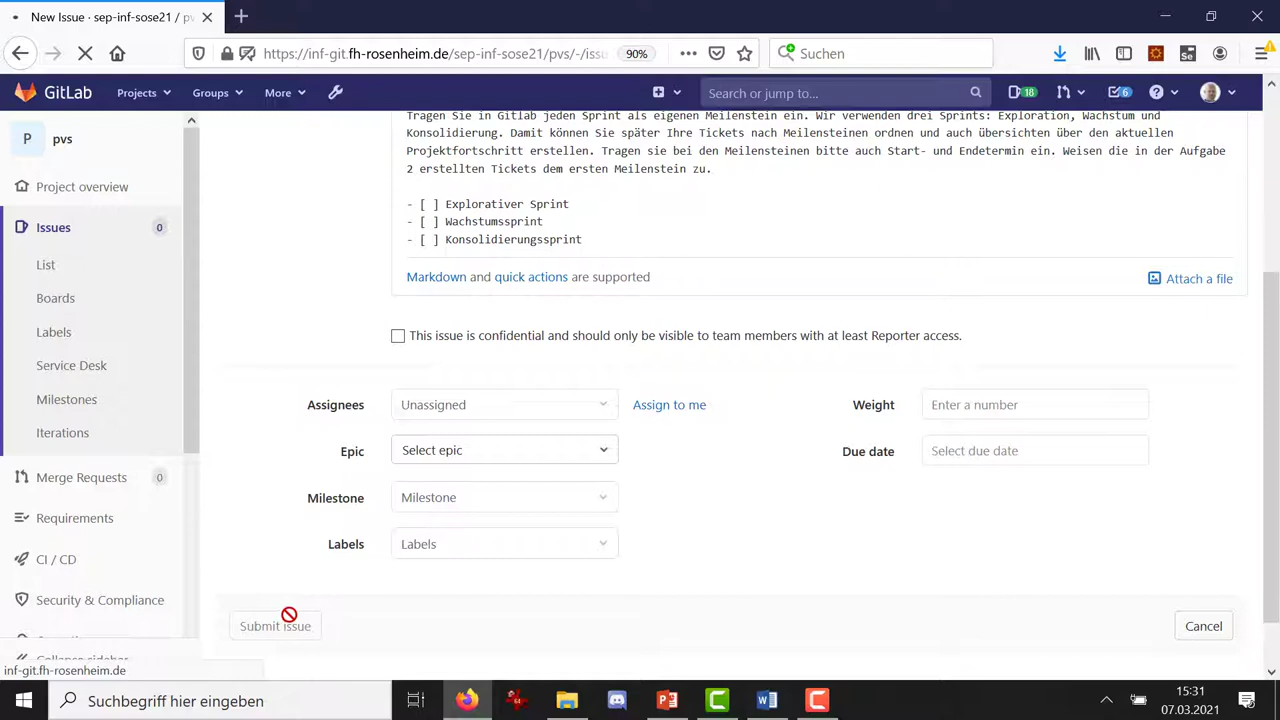 New Issue · sep-inf-sose21 / pvs
https://inf-git.fh-rosenheim.de/sep-inf-sose21/pvs/-/issu
90%
Suchen
GitLab
Projects
Groups
More
Search or jump to...
18
6
P
pvs
Project overview
Issues
0
List
Boards
Labels
Service Desk
Milestones
Iterations
Merge Requests
0
Requirements
CI / CD
Security & Compliance
Collapse sidebar
Tragen Sie in Gitlab jeden Sprint als eigenen Meilenstein ein. Wir verwenden drei Sprints: Exploration, Wachstum und
Konsolidierung. Damit können Sie später Ihre Tickets nach Meilensteinen ordnen und auch übersichten über den aktuellen
Projektfortschritt erstellen. Tragen sie bei den Meilensteinen bitte auch Start- und Endetermin ein. Weisen die in der Aufgabe
2 erstellten Tickets dem ersten Meilenstein zu.
- [ ] Explorativer Sprint
- [ ] Wachstumssprint
- [ ] Konsolidierungssprint
Markdown and quick actions are supported
Attach a file
This issue is confidential and should only be visible to team members with at least Reporter access.
Assignees
Unassigned
Assign to me
Weight
Enter a number
Epic
Select epic
Due date
Select due date
Milestone
Milestone
Labels
Labels
Submit issue
Cancel
inf-git.fh-rosenheim.de
Suchbegriff hier eingeben
15:31
07.03.2021